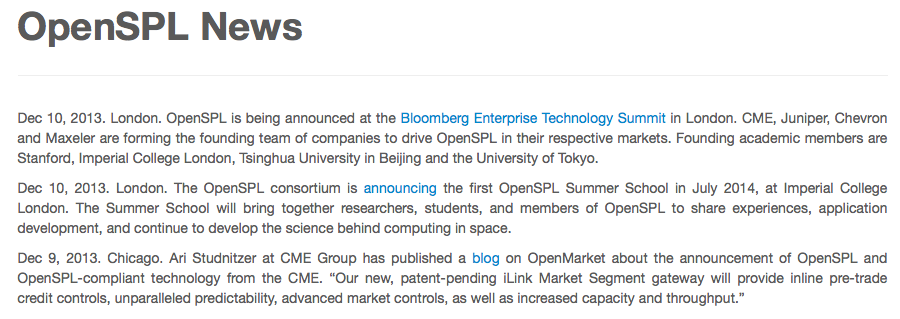 OpenSPL News
Dec 10, 2013. London. OpenSPL is being announced at the Bloomberg Enterprise Technology Summit in London. CME, Juniper, Chevron
and Maxeler are forming the founding team of companies to drive OpenSPL in their respective markets. Founding academic members are
Stanford, Imperial College London, Tsinghua University in Beijing and the University of Tokyo.
Dec 10, 2013. London. The OpenSPL consortium is announcing the first OpenSPL Summer School in July 2014, at Imperial College
London. The Summer School will bring together researchers, students, and members of OpenSPL to share experiences, application
development, and continue to develop the science behind computing in space.
Dec 9, 2013. Chicago. Ari Studnitzer at CME Group has published a blog on OpenMarket about the announcement of OpenSPL and
OpenSPL-compliant technology from the CME. “Our new, patent-pending iLink Market Segment gateway will provide inline pre-trade
credit controls, unparalleled predictability, advanced market controls, as well as increased capacity and throughput.”